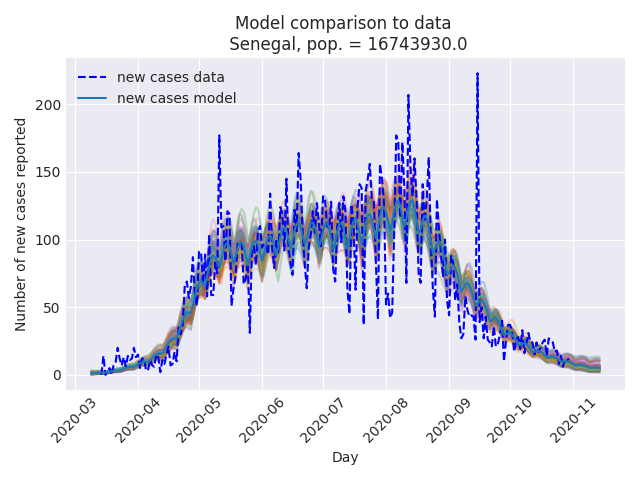 Model comparison to data
Senegal, pop. = 16743930.0
new cases data
new cases model
Number of new cases reported
200
150
100
50
0
2020-03
2020-04
2020-05
2020-06
2020-07
2020-08
2020-09
2020-10
2020-11
Day